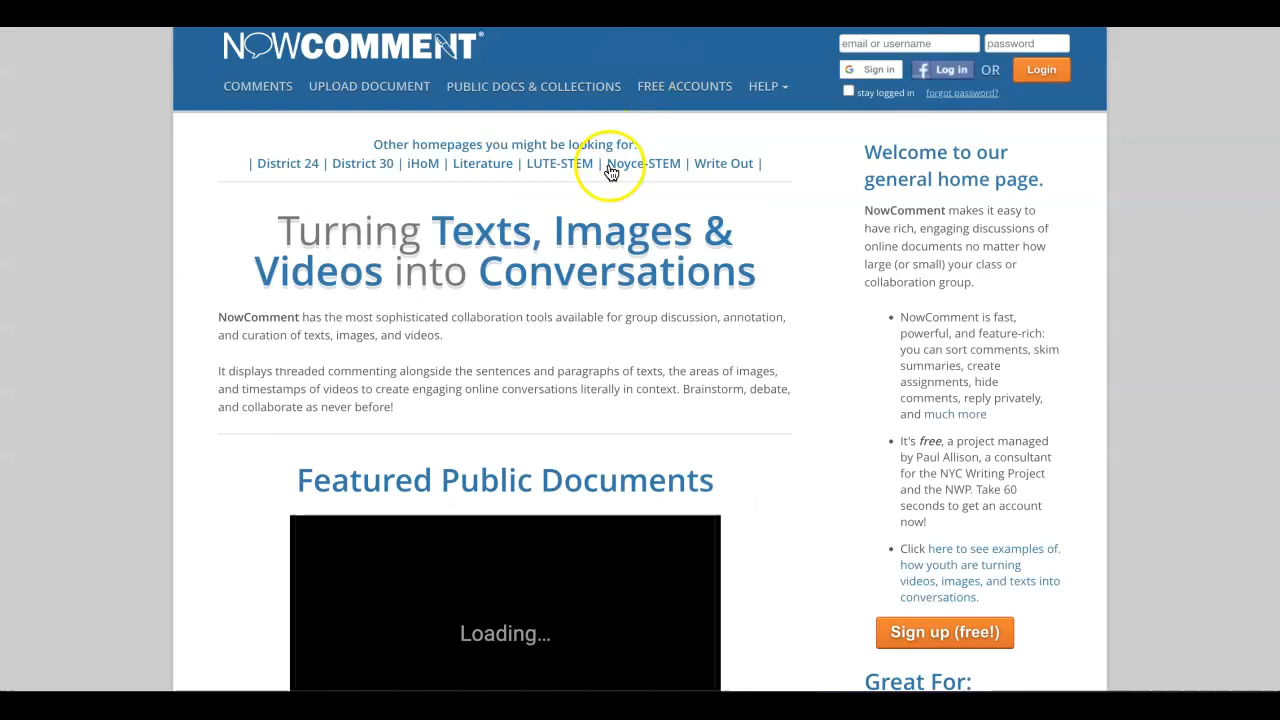 NOWCOMMENT®
email or username
password
Sign in
f Log in
OR
Login
stay logged in
forgot password?
COMMENTS
UPLOAD DOCUMENT
PUBLIC DOCS & COLLECTIONS
FREE ACCOUNTS
HELP
Other homepages you might be looking for:
| District 24 | District 30 | iHoM | Literature | LUTE-STEM | Noyce-STEM | Write Out |
Turning Texts, Images &
Videos into Conversations
NowComment has the most sophisticated collaboration tools available for group discussion, annotation,
and curation of texts, images, and videos.
It displays threaded commenting alongside the sentences and paragraphs of texts, the areas of images,
and timestamps of videos to create engaging online conversations literally in context. Brainstorm, debate,
and collaborate as never before!
Featured Public Documents
Loading...
Welcome to our
general home page.
NowComment makes it easy to
have rich, engaging discussions of
online documents no matter how
large (or small) your class or
collaboration group.
• NowComment is fast,
powerful, and feature-rich:
you can sort comments, skim
summaries, create
assignments, hide
comments, reply privately,
and much more
• It's free, a project managed
by Paul Allison, a consultant
for the NYC Writing Project
and the NWP. Take 60
seconds to get an account
now!
• Click here to see examples of.
how youth are turning
videos, images, and texts into
conversations.
Sign up (free!)
Great For: